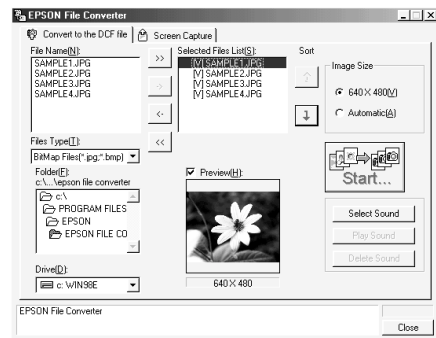 EPSON File Converter
Convert to the DCF file
Screen Capture
File Name(N):
SAMPLE1.JPG
SAMPLE2.JPG
SAMPLE3.JPG
SAMPLE4.JPG
>>
->
<-
<<
Selected Files List(S):
[V] SAMPLE1.JPG
[V] SAMPLE2.JPG
[V] SAMPLE3.JPG
[V] SAMPLE4.JPG
Sort
Image Size
640 X 480(V)
Automatic(A)
Files Type(T):
BitMap Files(*.jpg;*.bmp)
Folder(F):
c:\...\epson file converter
c:\
PROGRAM FILES
EPSON
EPSON FILE CO
Drive(D):
c: WIN98E
Preview(H):
640 X 480
Start...
Select Sound
Play Sound
Delete Sound
EPSON File Converter
Close